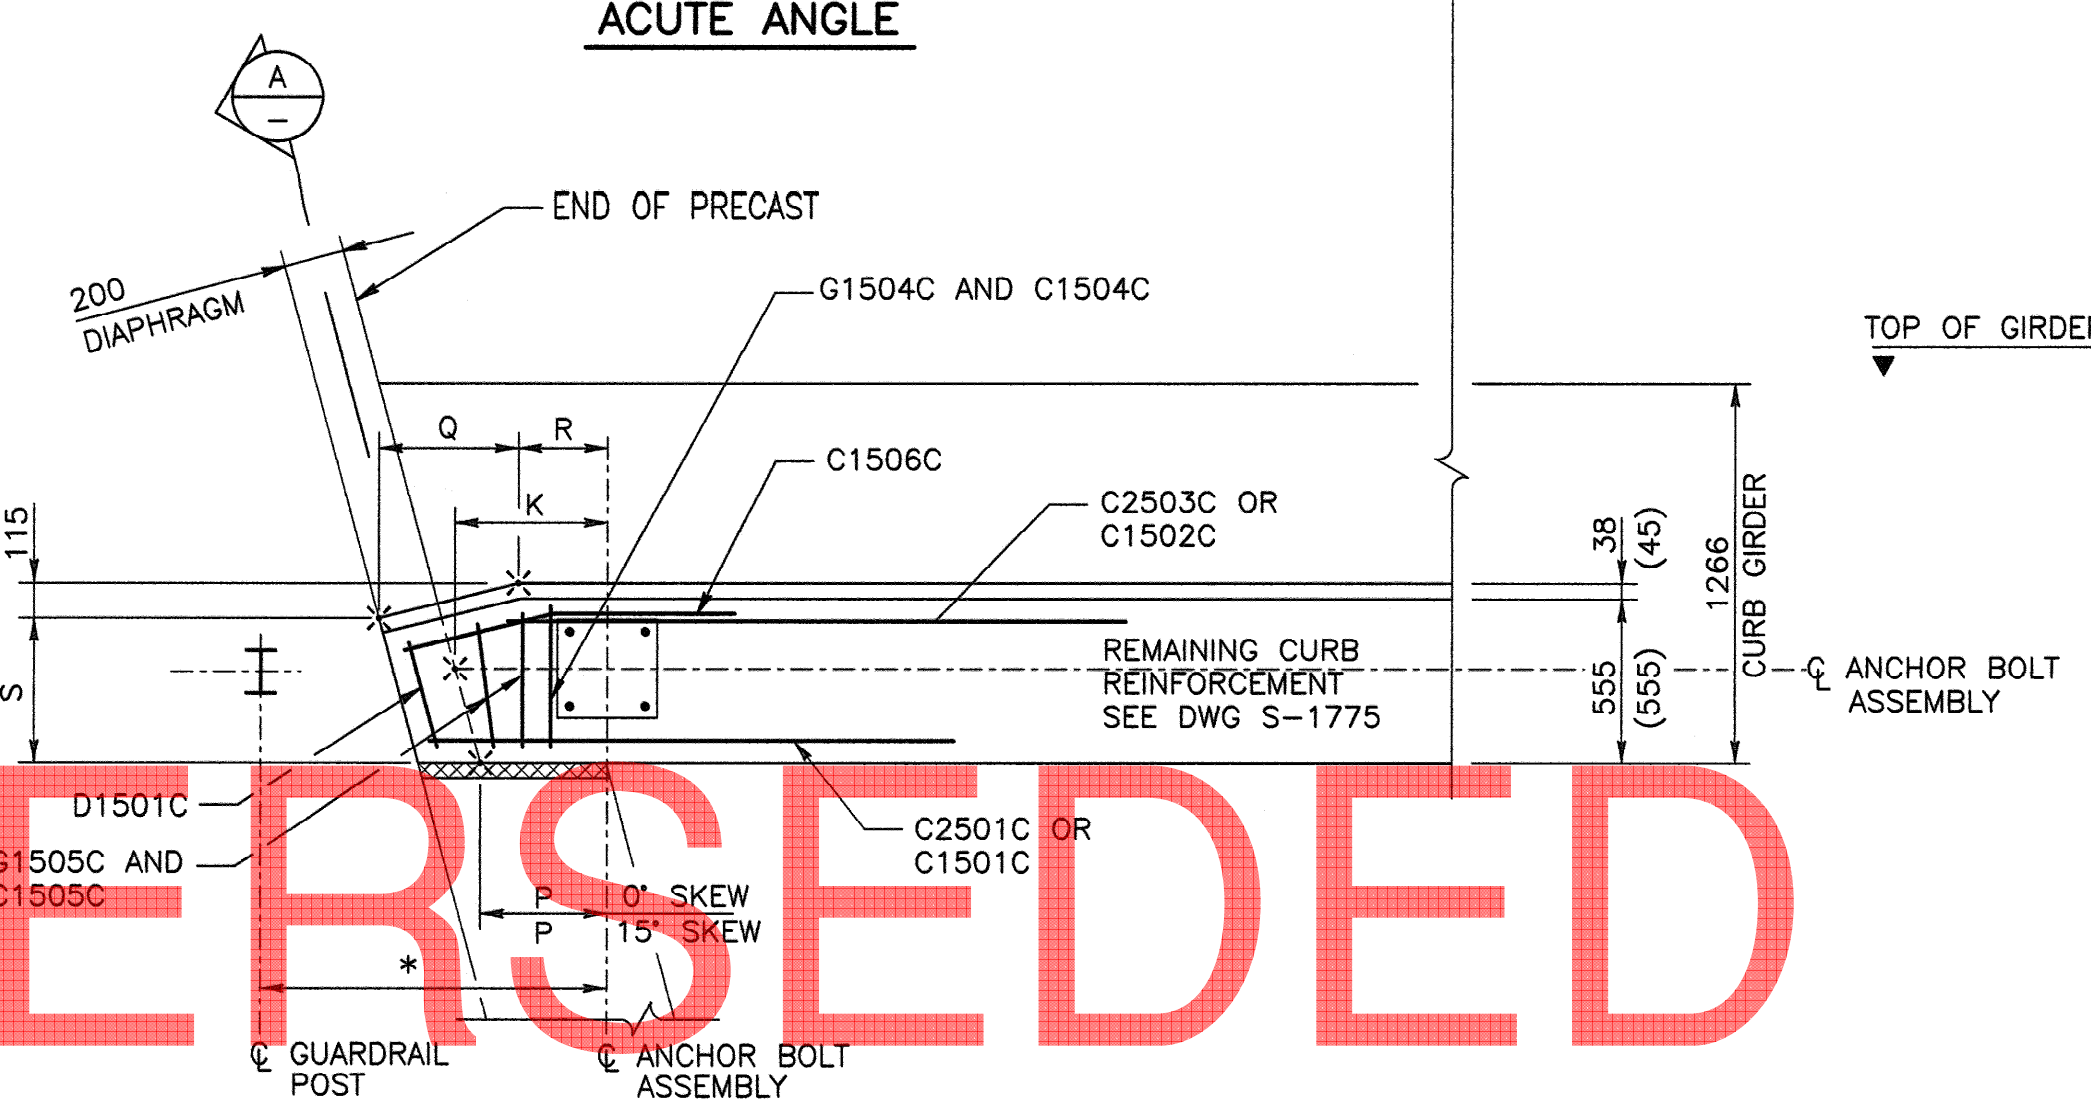 ACUTE ANGLE
A
–
END OF PRECAST
200
DIAPHRAGM
G1504C AND C1504C
TOP OF GIRDER
Q
R
C1506C
K
C2503C OR
C1502C
115
38
(45)
1266
CURB GIRDER
REMAINING CURB
REINFORCEMENT
SEE DWG S-1775
555
(555)
℄ ANCHOR BOLT
ASSEMBLY
S
D1501C
G1505C AND
C1505C
C2501C OR
C1501C
P 0° SKEW
P 15° SKEW
*
℄ GUARDRAIL
POST
℄ ANCHOR BOLT
ASSEMBLY
ERSEDED